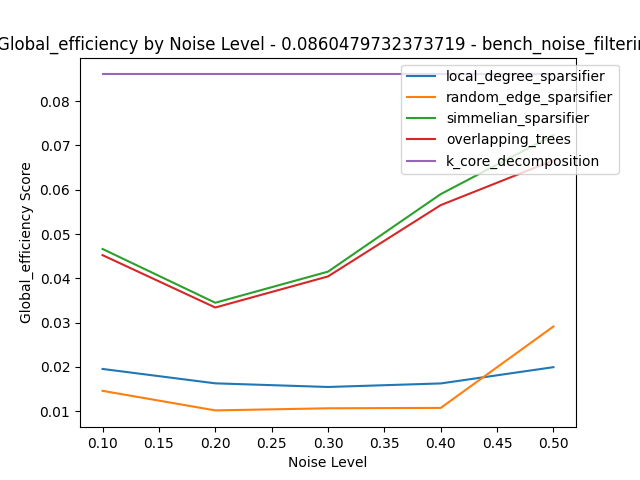 Global_efficiency by Noise Level - 0.0860479732373719 - bench_noise_filterin
local_degree_sparsifier
random_edge_sparsifier
simmelian_sparsifier
overlapping_trees
k_core_decomposition
Global_efficiency Score
0.08
0.07
0.06
0.05
0.04
0.03
0.02
0.01
0.10 0.15 0.20 0.25 0.30 0.35 0.40 0.45 0.50
Noise Level